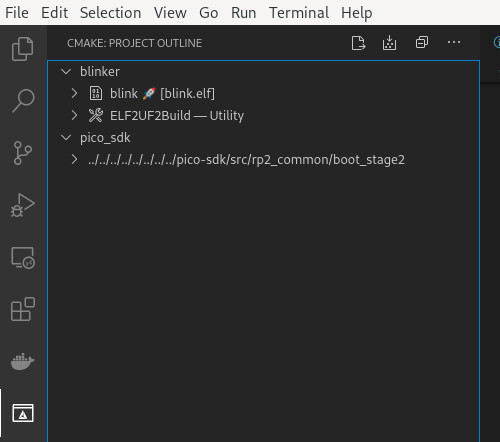 File Edit Selection View Go Run Terminal Help
CMAKE: PROJECT OUTLINE
blinker
blink 🚀 [blink.elf]
ELF2UF2Build — Utility
pico_sdk
../../../../../../../../pico-sdk/src/rp2_common/boot_stage2